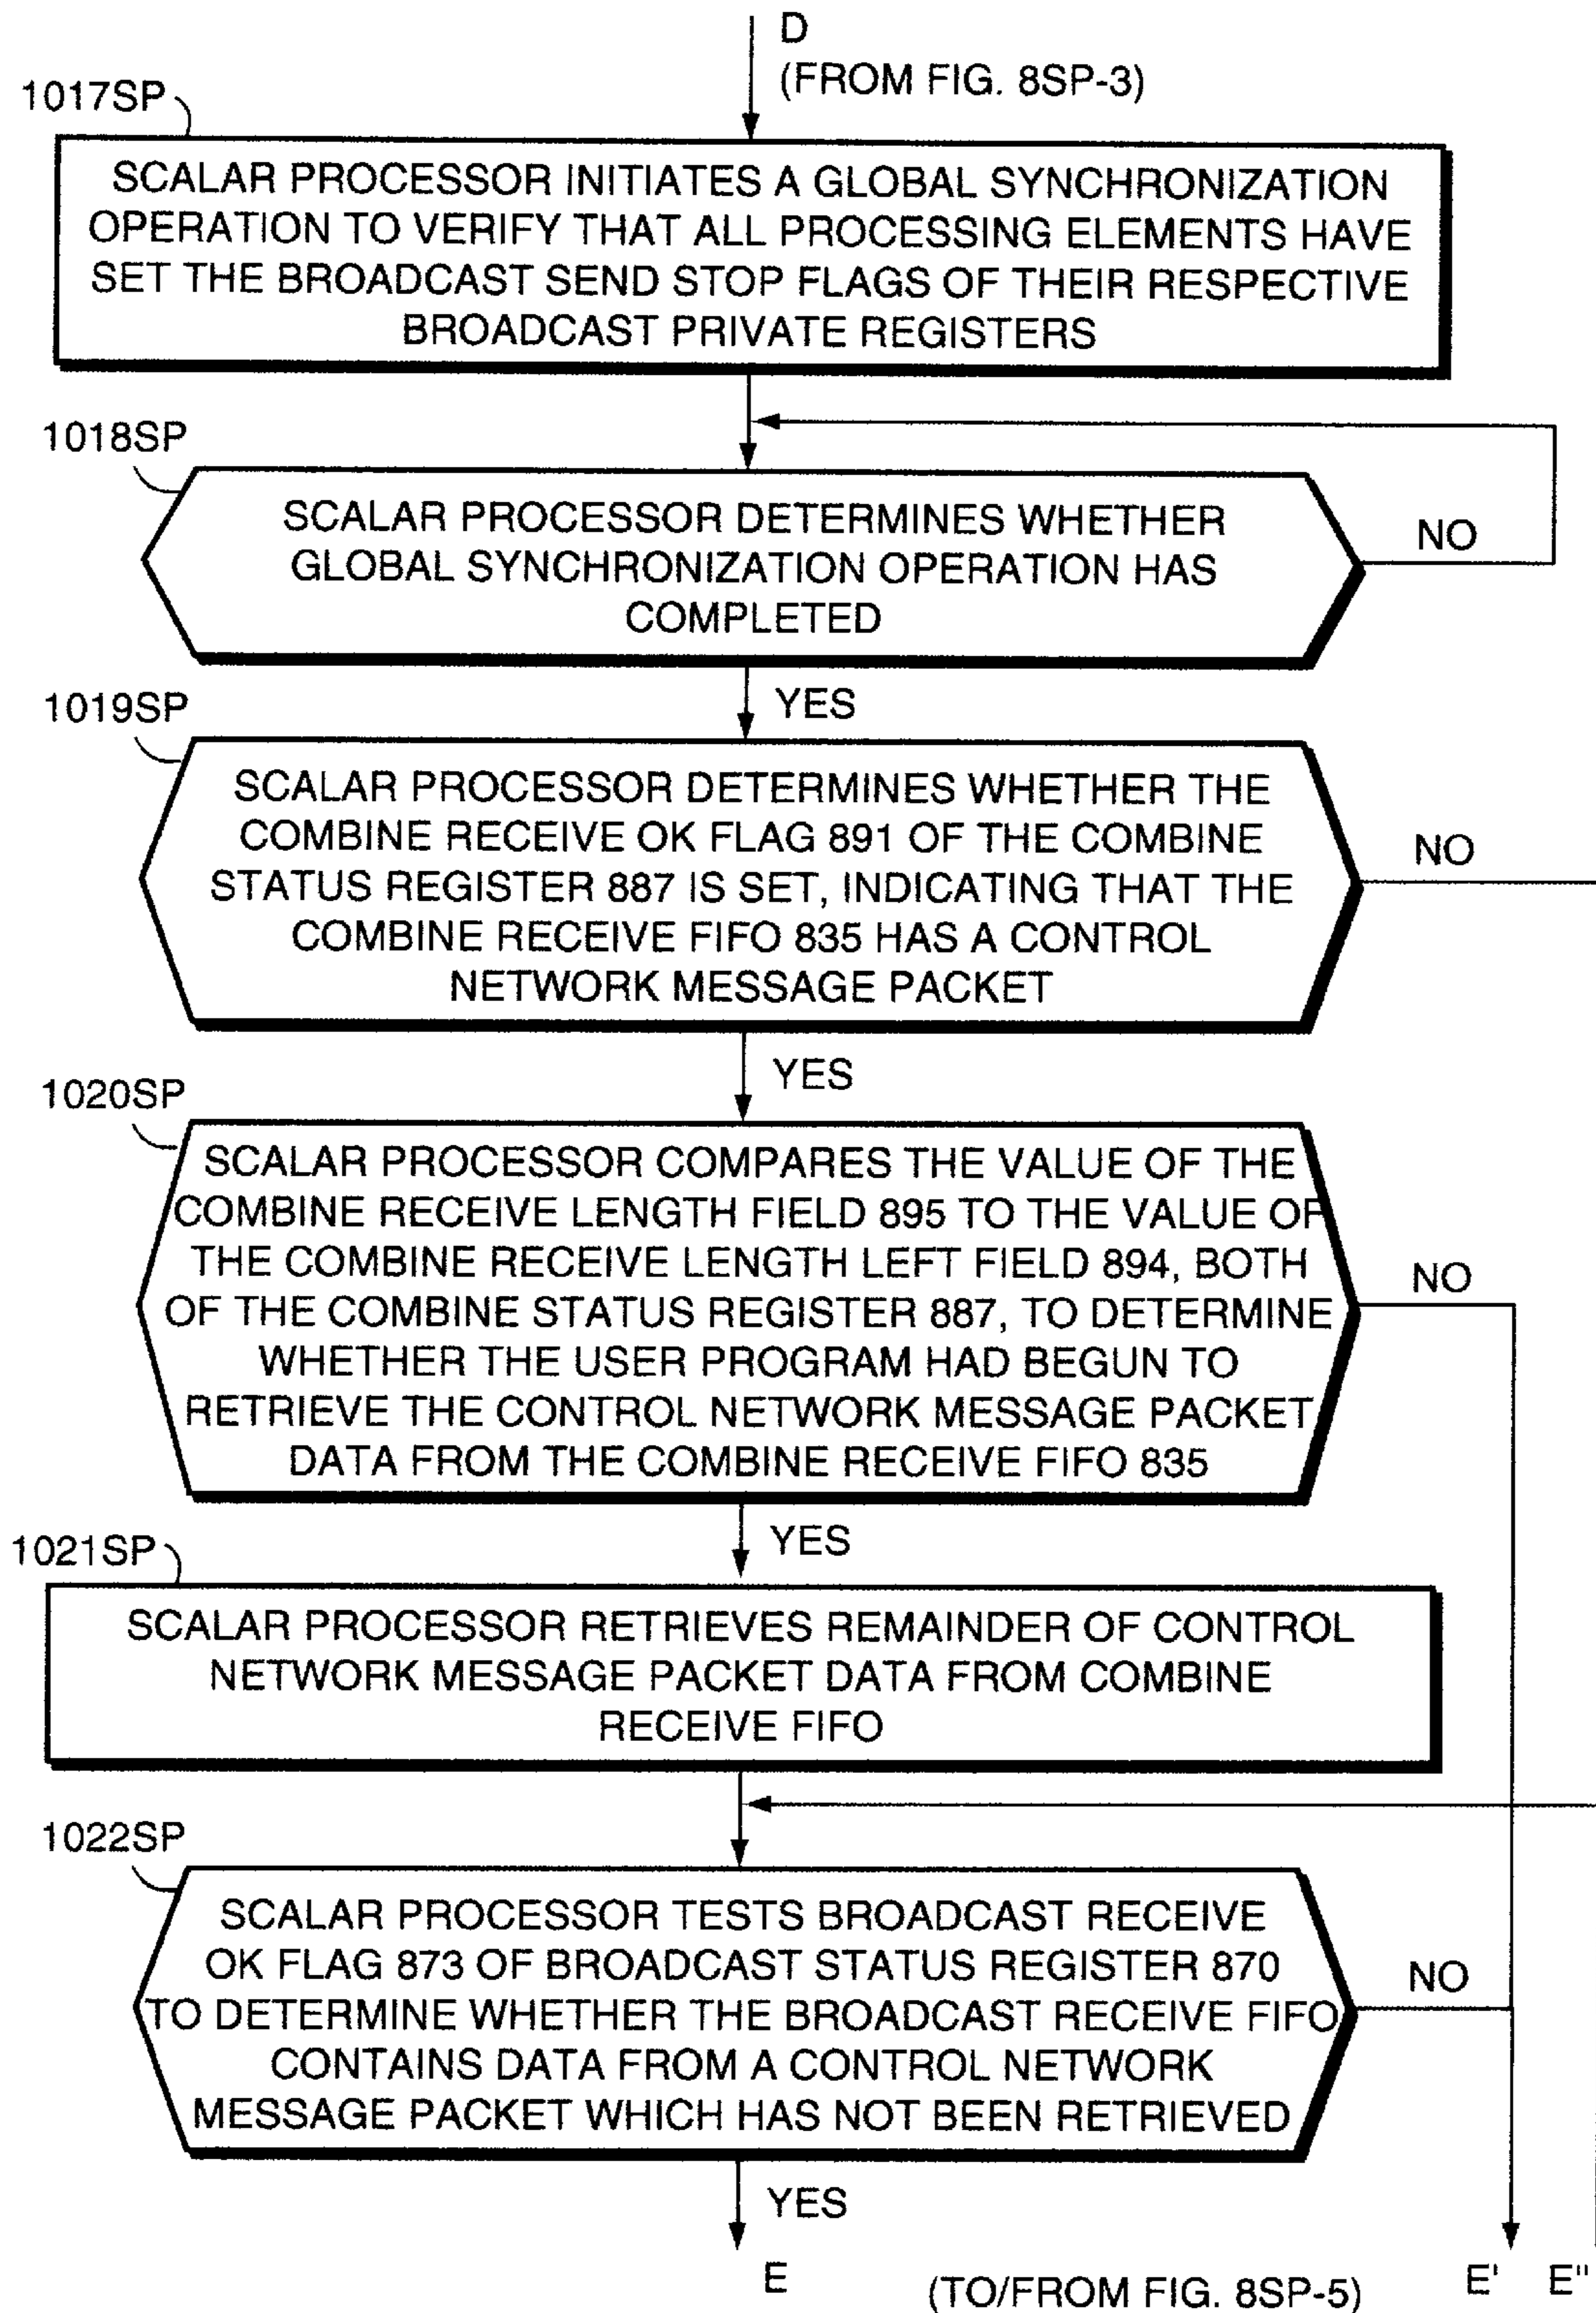 D
(FROM FIG. 8SP-3)
1017SP
SCALAR PROCESSOR INITIATES A GLOBAL SYNCHRONIZATION
OPERATION TO VERIFY THAT ALL PROCESSING ELEMENTS HAVE
SET THE BROADCAST SEND STOP FLAGS OF THEIR RESPECTIVE
BROADCAST PRIVATE REGISTERS
1018SP
SCALAR PROCESSOR DETERMINES WHETHER
GLOBAL SYNCHRONIZATION OPERATION HAS
COMPLETED
NO
YES
1019SP
SCALAR PROCESSOR DETERMINES WHETHER THE
COMBINE RECEIVE OK FLAG 891 OF THE COMBINE
STATUS REGISTER 887 IS SET, INDICATING THAT THE
COMBINE RECEIVE FIFO 835 HAS A CONTROL
NETWORK MESSAGE PACKET
NO
YES
1020SP
SCALAR PROCESSOR COMPARES THE VALUE OF THE
COMBINE RECEIVE LENGTH FIELD 895 TO THE VALUE OF
THE COMBINE RECEIVE LENGTH LEFT FIELD 894, BOTH
OF THE COMBINE STATUS REGISTER 887, TO DETERMINE
WHETHER THE USER PROGRAM HAD BEGUN TO
RETRIEVE THE CONTROL NETWORK MESSAGE PACKET
DATA FROM THE COMBINE RECEIVE FIFO 835
NO
YES
1021SP
SCALAR PROCESSOR RETRIEVES REMAINDER OF CONTROL
NETWORK MESSAGE PACKET DATA FROM COMBINE
RECEIVE FIFO
1022SP
SCALAR PROCESSOR TESTS BROADCAST RECEIVE
OK FLAG 873 OF BROADCAST STATUS REGISTER 870
TO DETERMINE WHETHER THE BROADCAST RECEIVE FIFO
CONTAINS DATA FROM A CONTROL NETWORK
MESSAGE PACKET WHICH HAS NOT BEEN RETRIEVED
NO
YES
E
(TO/FROM FIG. 8SP-5)
E'
E"